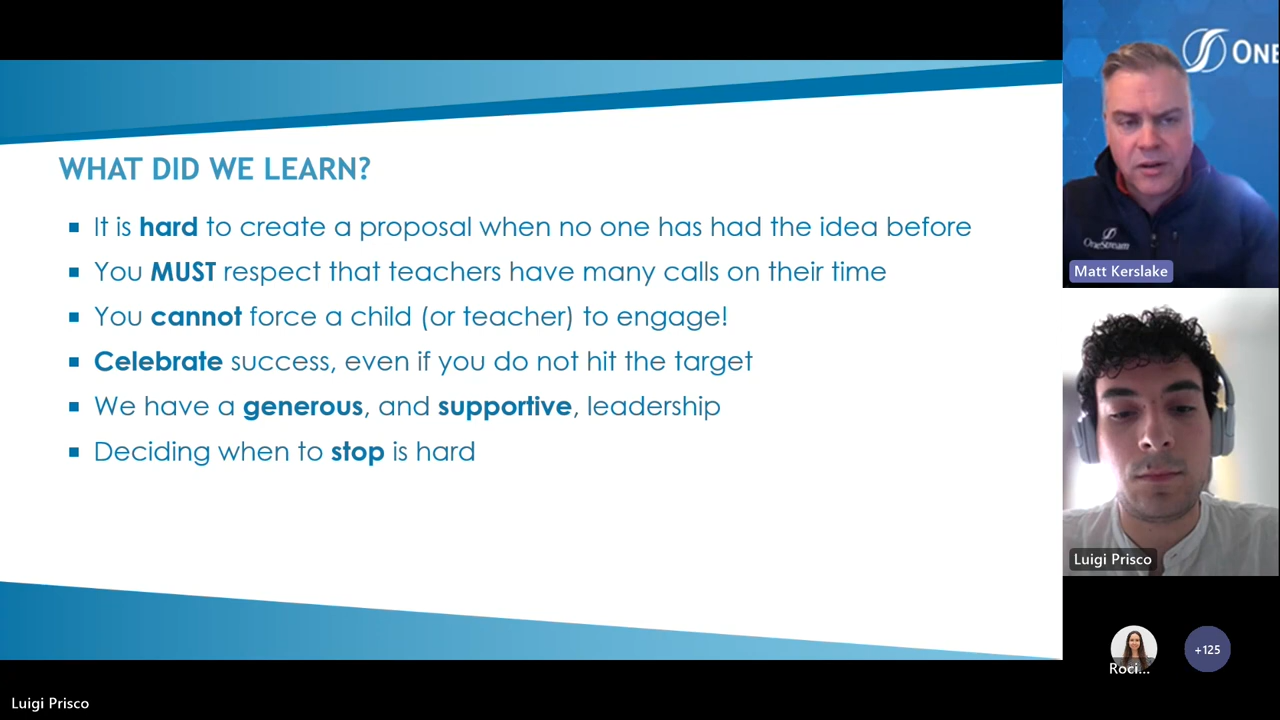 WHAT DID WE LEARN?
It is hard to create a proposal when no one has had the idea before
You MUST respect that teachers have many calls on their time
You cannot force a child (or teacher) to engage!
Celebrate success, even if you do not hit the target
We have a generous, and supportive, leadership
Deciding when to stop is hard
ONE
OneStream
Matt Kerslake
Luigi Prisco
Roci...
+125
Luigi Prisco